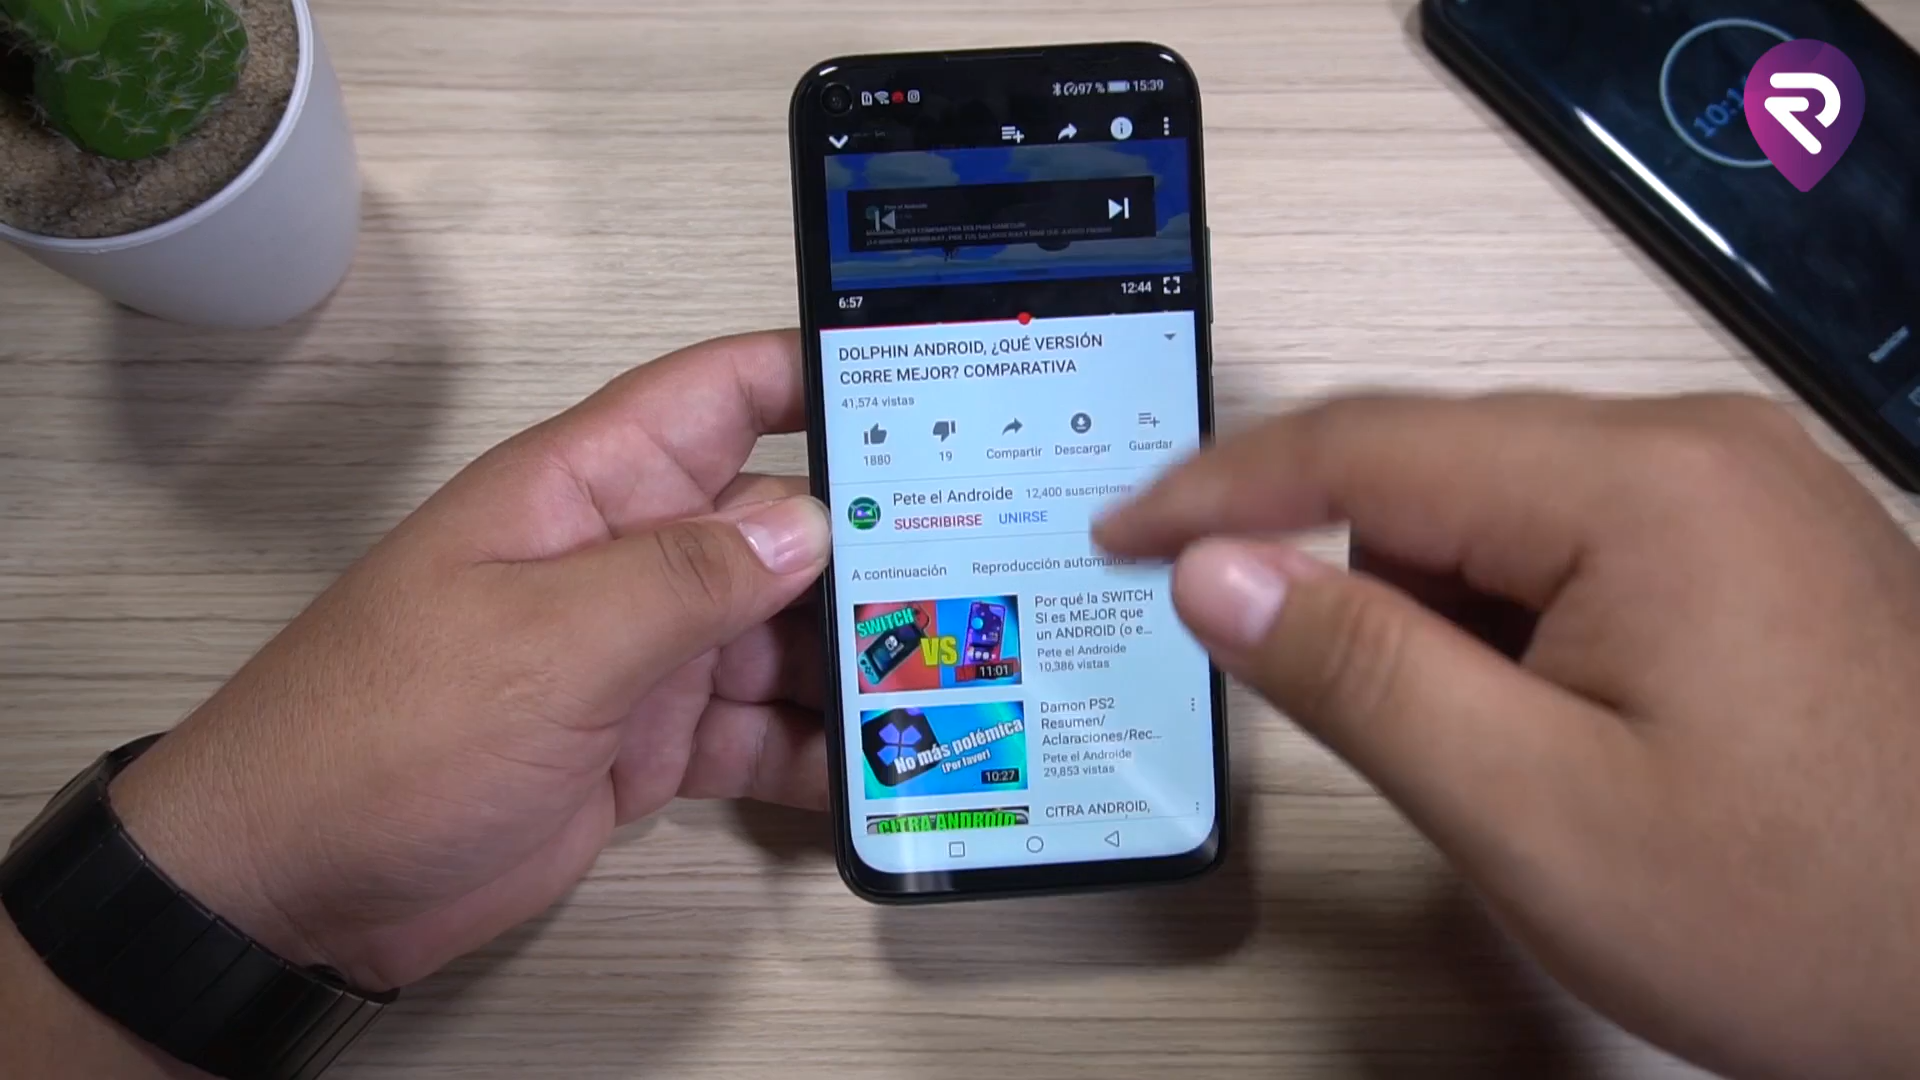 97 % 15:39
Pete el Androide
6:57
12:44
DOLPHIN ANDROID, ¿QUÉ VERSIÓN
CORRE MEJOR? COMPARATIVA
41,574 vistas
1880
19
Compartir
Descargar
Guardar
Pete el Androide 12,400 suscriptores
SUSCRIBIRSE UNIRSE
A continuación
Reproducción
SWITCH
VS
11:01
Por qué la SWITCH
SI es MEJOR que
un ANDROID (o e...
Pete el Androide
10,386 vistas
No más polémica
(Por favor)
10:27
Damon PS2
Resumen/
Aclaraciones/Rec...
Pete el Androide
29,853 vistas
CITRA ANDROID
CITRA ANDROID,